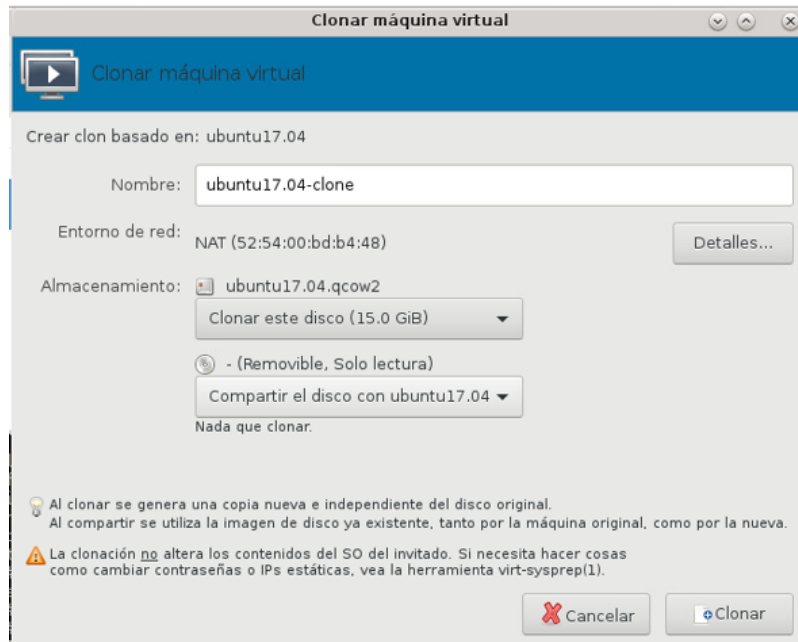 Clonar máquina virtual
Clonar máquina virtual
Crear clon basado en: ubuntu17.04
Nombre: ubuntu17.04-clone
Entorno de red: NAT (52:54:00:bd:b4:48) Detalles...
Almacenamiento: ubuntu17.04.qcow2
Clonar este disco (15.0 GiB)
- (Removible, Solo lectura)
Compartir el disco con ubuntu17.04
Nada que clonar.
Al clonar se genera una copia nueva e independiente del disco original.
Al compartir se utiliza la imagen de disco ya existente, tanto por la máquina original, como por la nueva.
La clonación no altera los contenidos del SO del invitado. Si necesita hacer cosas
como cambiar contraseñas o IPs estáticas, vea la herramienta virt-sysprep(1).
Cancelar Clonar